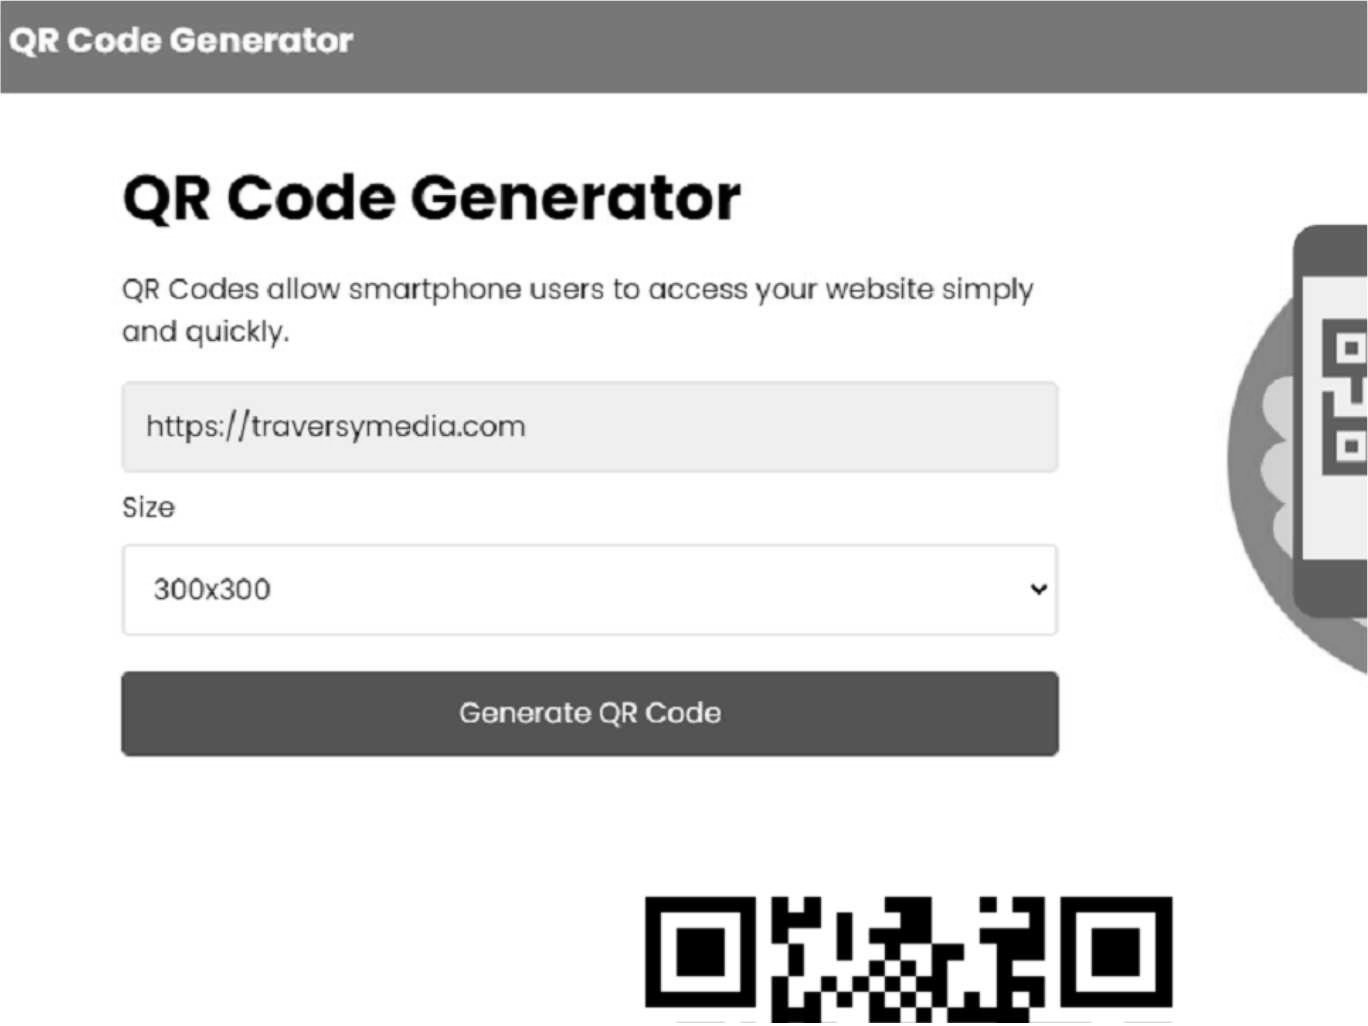 QR Code Generator
QR Code Generator
QR Codes allow smartphone users to access your website simply
and quickly.
https://traversymedia.com
Size
300x300
Generate QR Code